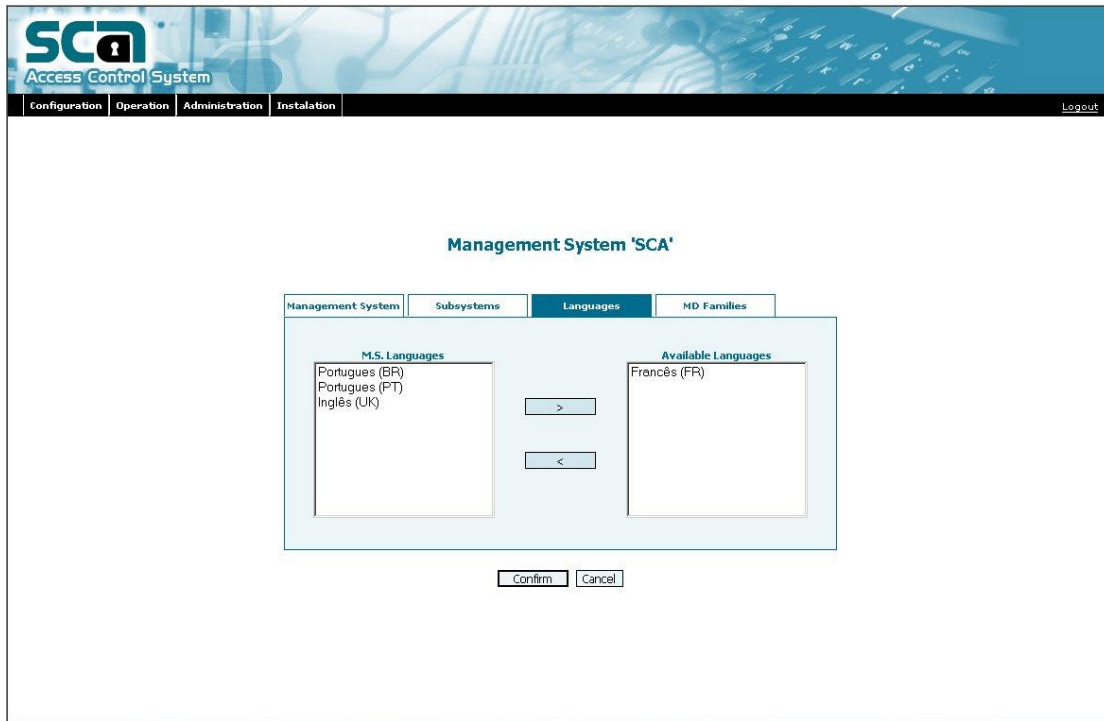 SCA
Access Control System
Configuration Operation Administration Instalation Logout
Management System 'SCA'
Management System Subsystems Languages MD Families
M.S. Languages Available Languages
Portugues (BR) Francês (FR)
Portugues (PT)
Inglês (UK)
>
<
Confirm Cancel